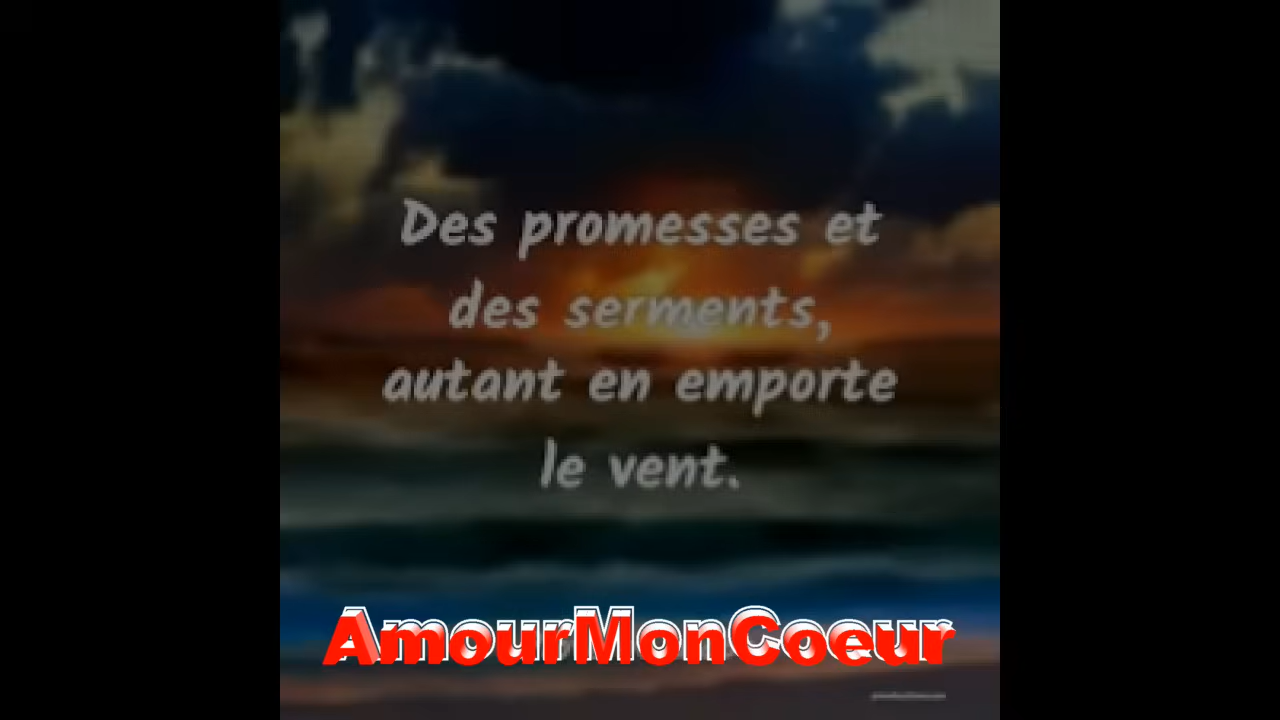 Des promesses et
des serments,
autant en emporte
le vent.
AmourMonCoeur